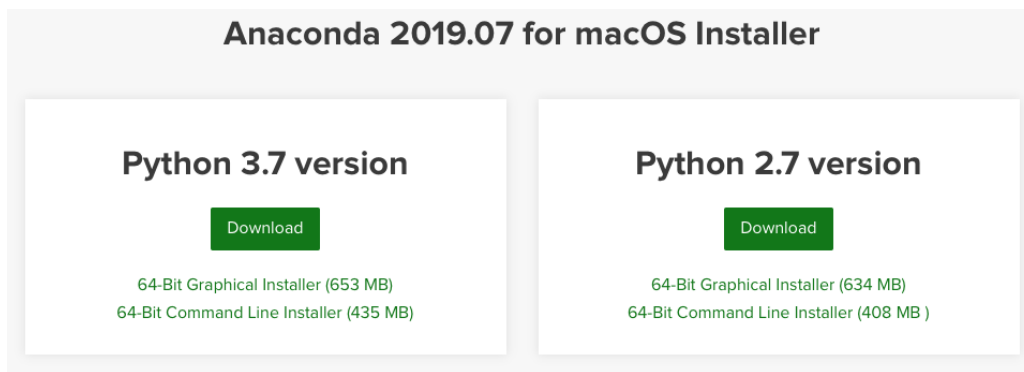 Anaconda 2019.07 for macOS Installer
Python 3.7 version
Download
64-Bit Graphical Installer (653 MB)
64-Bit Command Line Installer (435 MB)
Python 2.7 version
Download
64-Bit Graphical Installer (634 MB)
64-Bit Command Line Installer (408 MB )